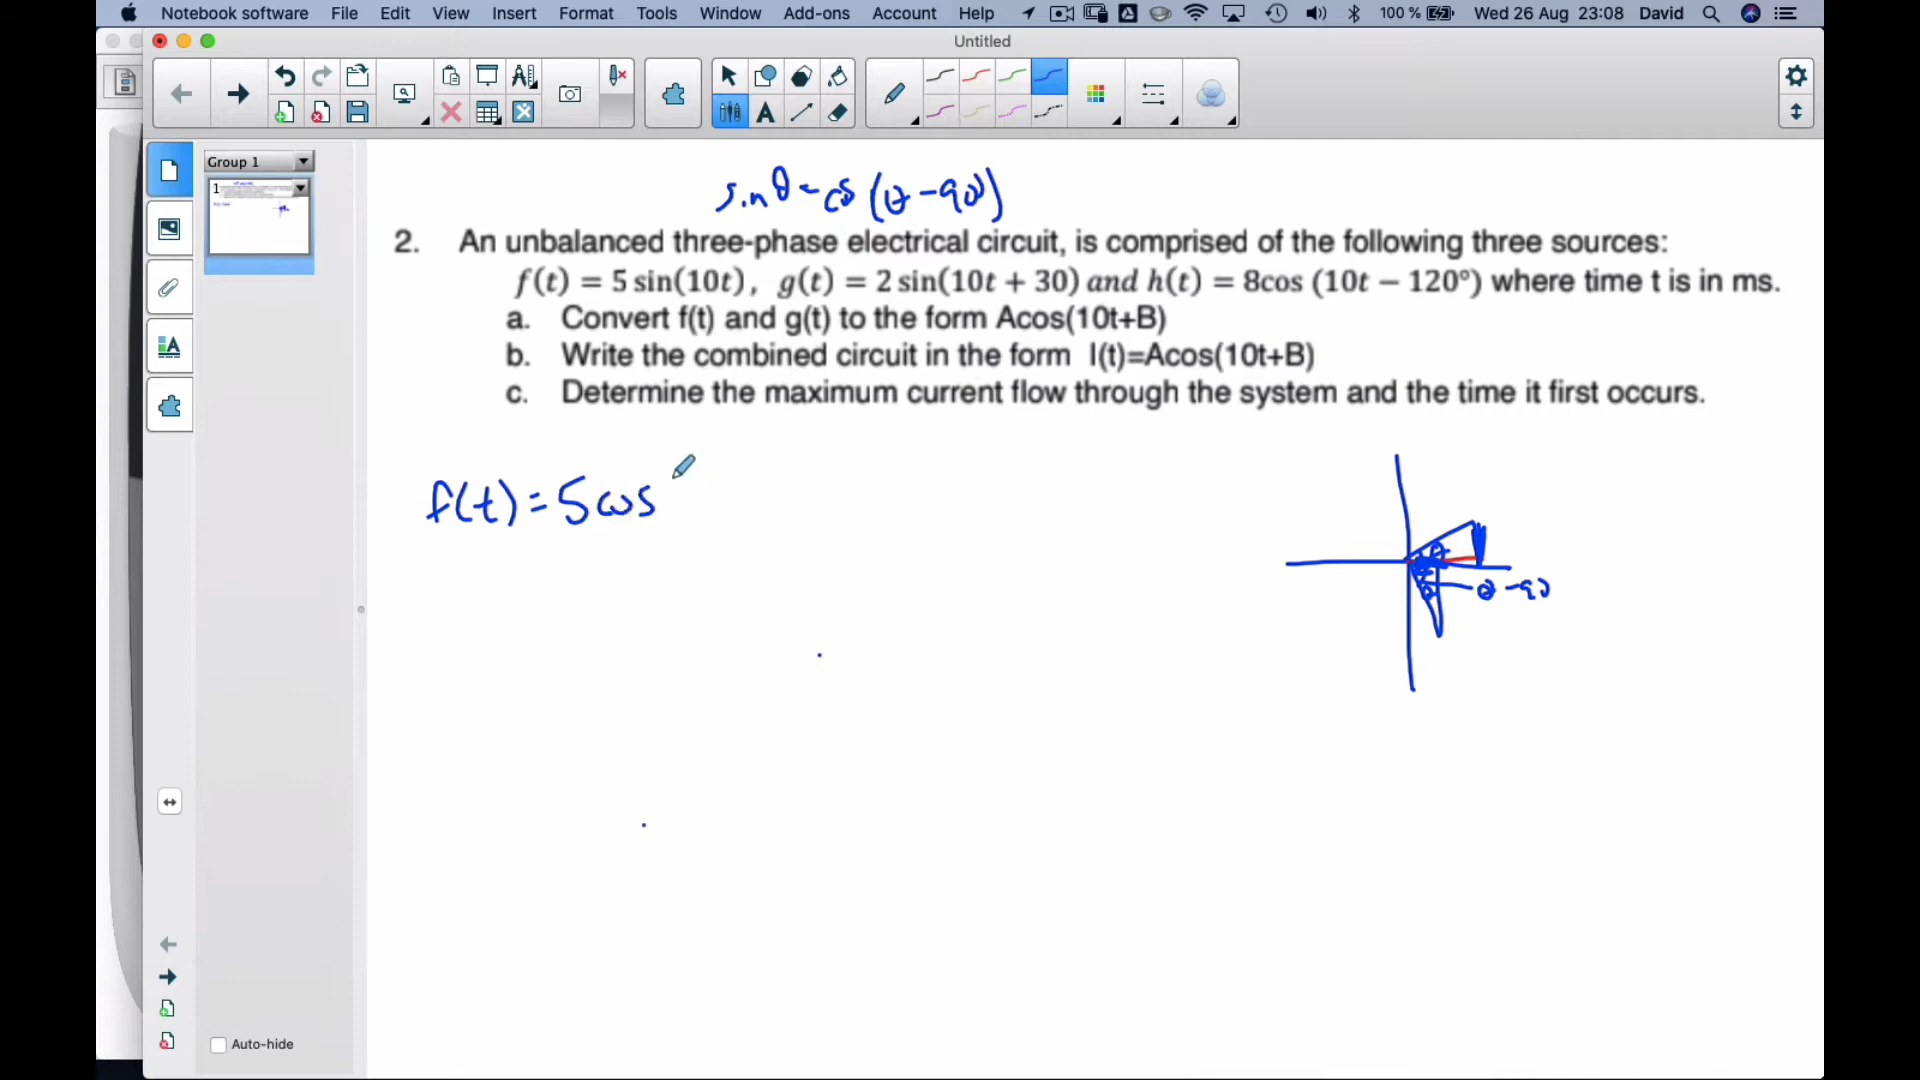 Notebook software File Edit View Insert Format Tools Window Add-ons Account Help 100 % Wed 26 Aug 23:08 David
Untitled
Group 1
1
sinθ = cos (θ - 90)
2. An unbalanced three-phase electrical circuit, is comprised of the following three sources:
f(t) = 5 sin(10t), g(t) = 2 sin(10t + 30) and h(t) = 8cos (10t − 120°) where time t is in ms.
a. Convert f(t) and g(t) to the form Acos(10t+B)
b. Write the combined circuit in the form I(t)=Acos(10t+B)
c. Determine the maximum current flow through the system and the time it first occurs.
f(t) = 5 cos
θ
θ - 90
Auto-hide